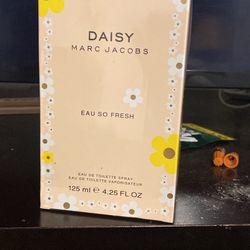 DAISY
MARC JACOBS
EAU SO FRESH
EAU DE TOILETTE SPRAY
EAU DE TOILETTE VAPORISATEUR
125 ml ℮ 4.25 FL OZ